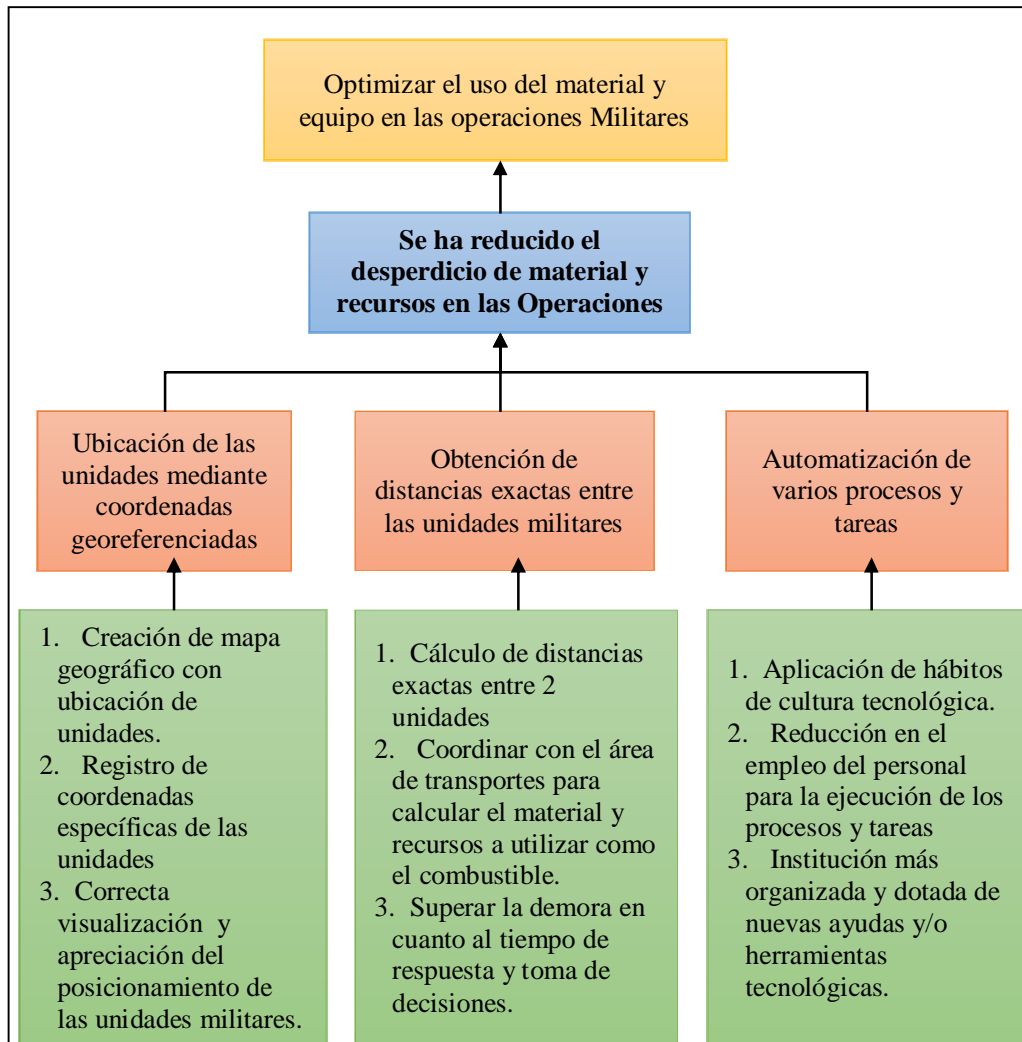 Optimizar el uso del material y
equipo en las operaciones Militares
Se ha reducido el
desperdicio de material y
recursos en las Operaciones
Ubicación de las
unidades mediante
coordenadas
georeferenciadas
Obtención de
distancias exactas entre
las unidades militares
Automatización de
varios procesos y
tareas
1. Creación de mapa
geográfico con
ubicación de
unidades.
2. Registro de
coordenadas
específicas de las
unidades
3. Correcta
visualización y
apreciación del
posicionamiento de
las unidades militares.
1. Cálculo de distancias
exactas entre 2
unidades
2. Coordinar con el área
de transportes para
calcular el material y
recursos a utilizar como
el combustible.
3. Superar la demora en
cuanto al tiempo de
respuesta y toma de
decisiones.
1. Aplicación de hábitos
de cultura tecnológica.
2. Reducción en el
empleo del personal
para la ejecución de los
procesos y tareas
3. Institución más
organizada y dotada de
nuevas ayudas y/o
herramientas
tecnológicas.